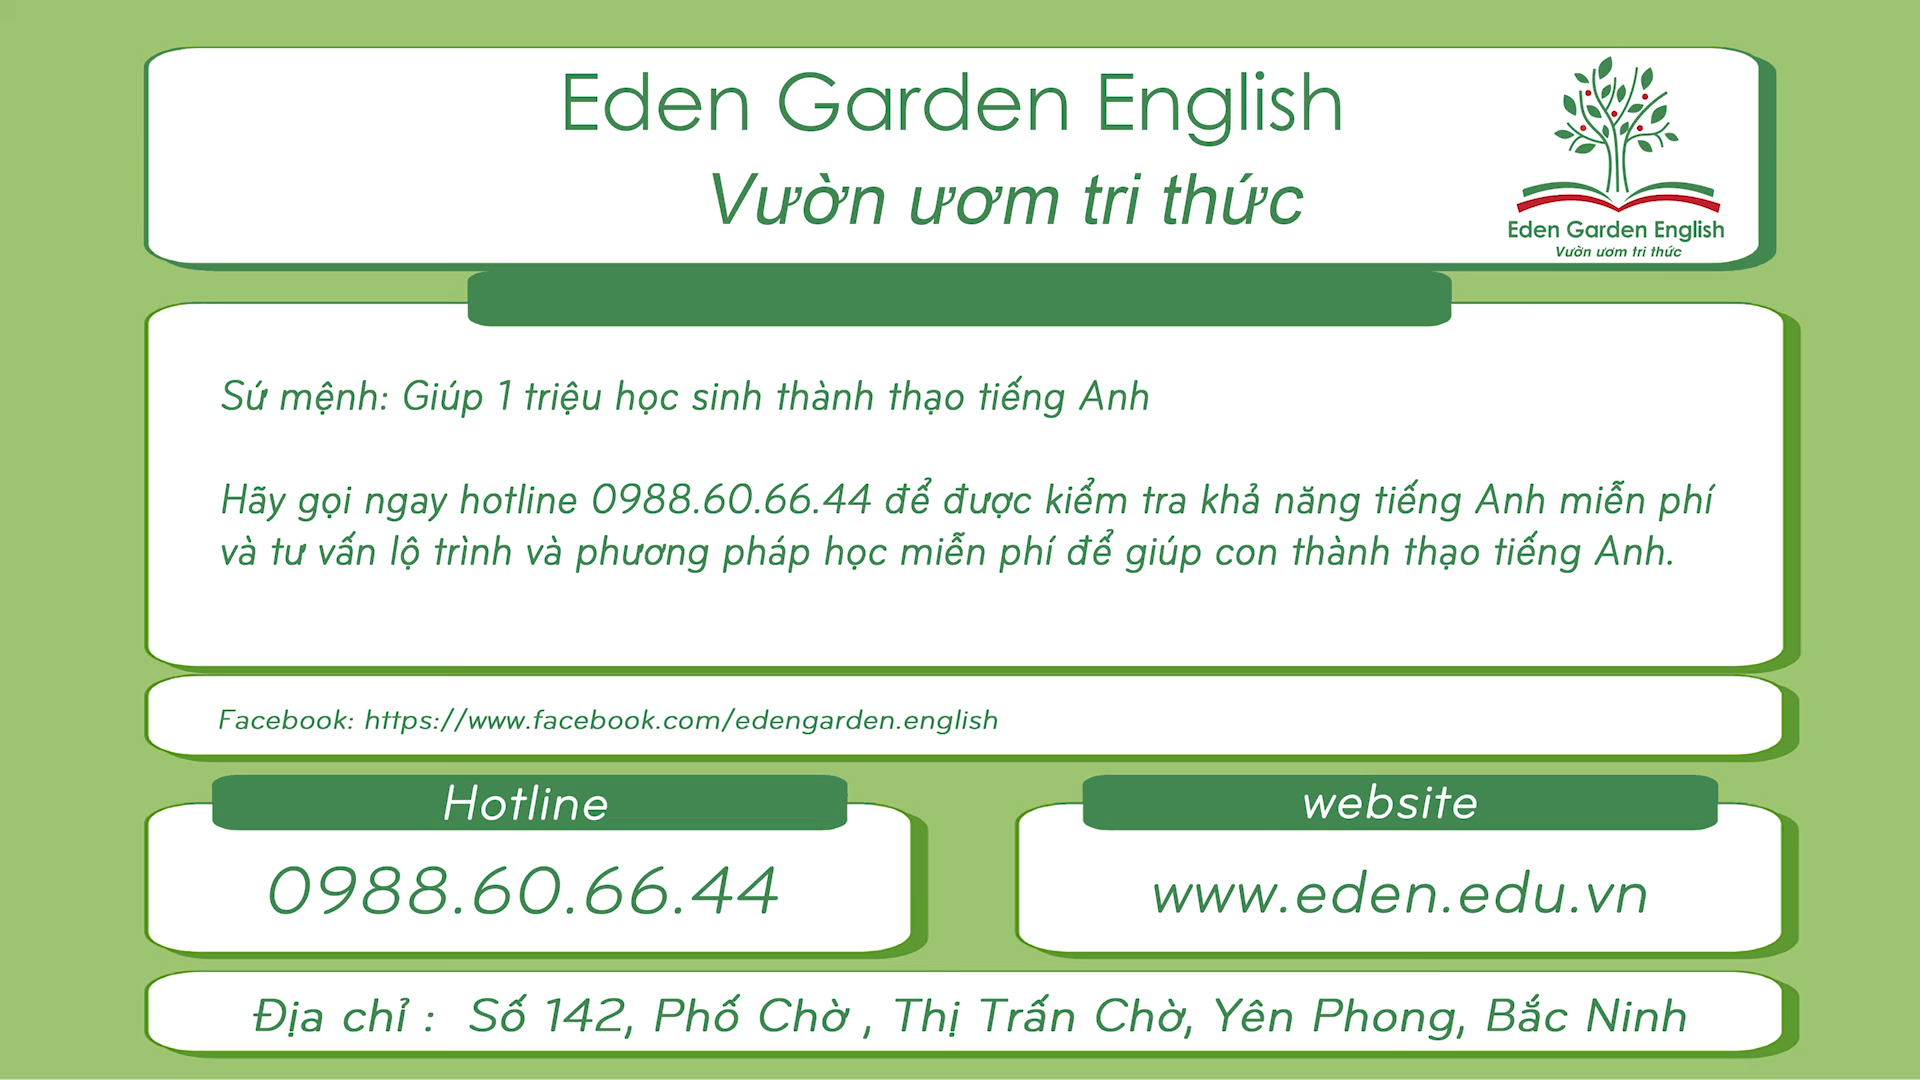 Eden Garden English
Vườn ươm tri thức
Eden Garden English
Vườn ươm tri thức
Sứ mệnh: Giúp 1 triệu học sinh thành thạo tiếng Anh
Hãy gọi ngay hotline 0988.60.66.44 để được kiểm tra khả năng tiếng Anh miễn phí
và tư vấn lộ trình và phương pháp học miễn phí để giúp con thành thạo tiếng Anh.
Facebook: https://www.facebook.com/edengarden.english
Hotline
0988.60.66.44
website
www.eden.edu.vn
Địa chỉ : Số 142, Phố Chờ , Thị Trấn Chờ, Yên Phong, Bắc Ninh